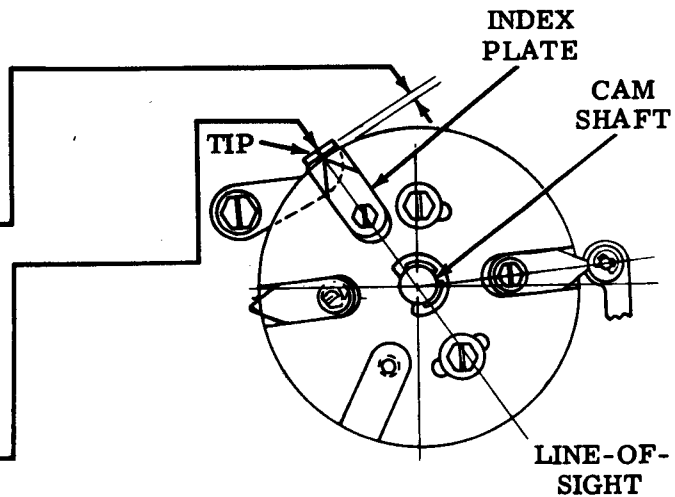 INDEX
PLATE
CAM
SHAFT
TIP
LINE-OF-
SIGHT